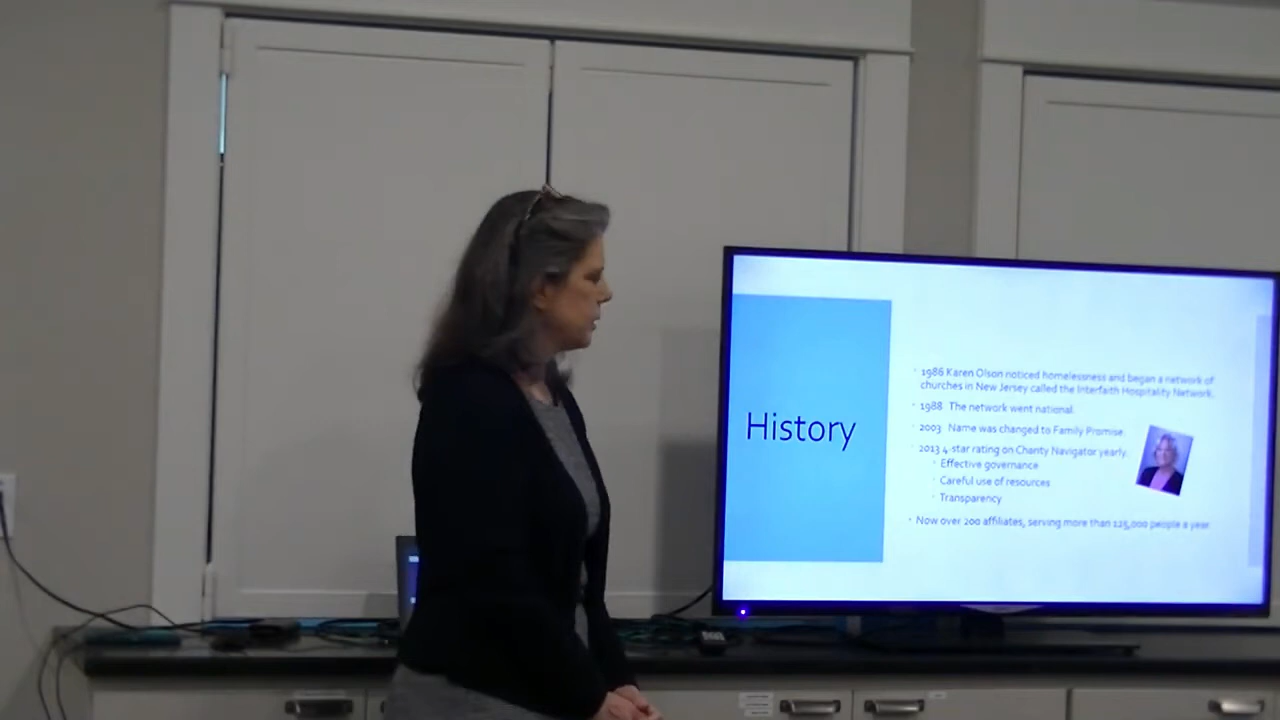 History
1986 Karen Olson noticed homelessness and began a network of
churches in New Jersey called the Interfaith Hospitality Network.
1988 The network went national.
2003 Name was changed to Family Promise.
2013 4-star rating on Charity Navigator yearly.
Effective governance
Careful use of resources
Transparency
Now over 200 affiliates, serving more than 125,000 people a year.